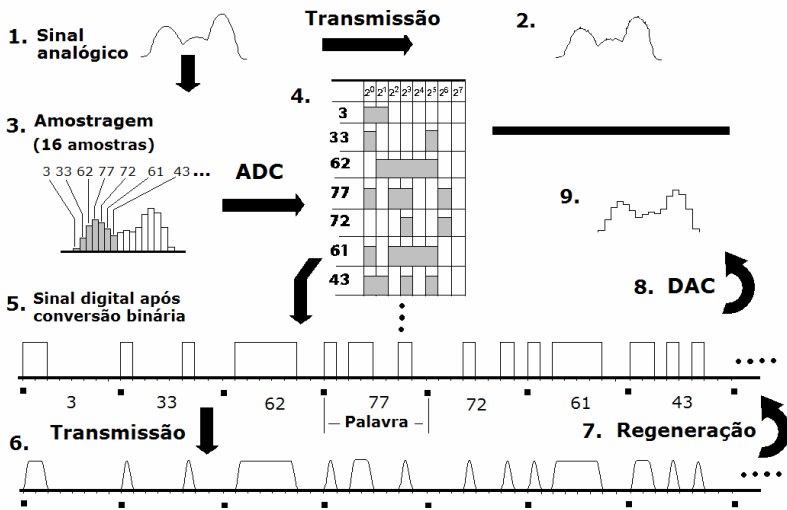 1. Sinal analógico
Transmissão
2.
3. Amostragem
(16 amostras)
3 33 62 77 72 61 43 ...
ADC
4.
2⁰ 2¹ 2² 2³ 2⁴ 2⁵ 2⁶ 2⁷
3
33
62
77
72
61
43
9.
8. DAC
5. Sinal digital após
conversão binária
3 33 62 77 72 61 43
Palavra
6. Transmissão
7. Regeneração